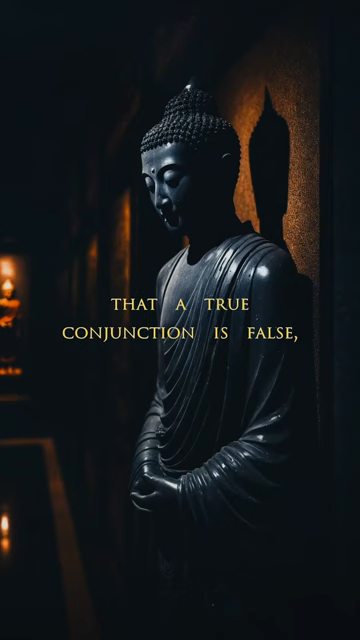 THAT A TRUE
CONJUNCTION IS FALSE,